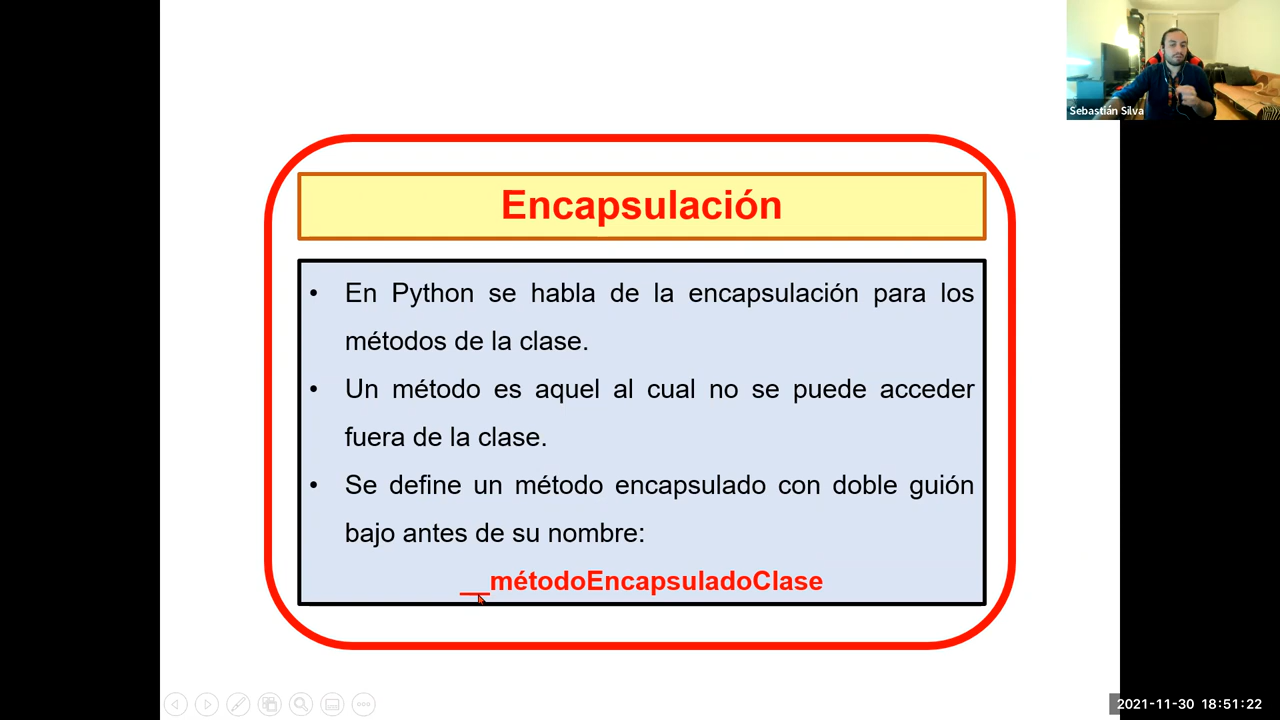 Sebastián Silva
Encapsulación
• En Python se habla de la encapsulación para los
métodos de la clase.
• Un método es aquel al cual no se puede acceder
fuera de la clase.
• Se define un método encapsulado con doble guión
bajo antes de su nombre:
__métodoEncapsuladoClase
2021-11-30 18:51:22